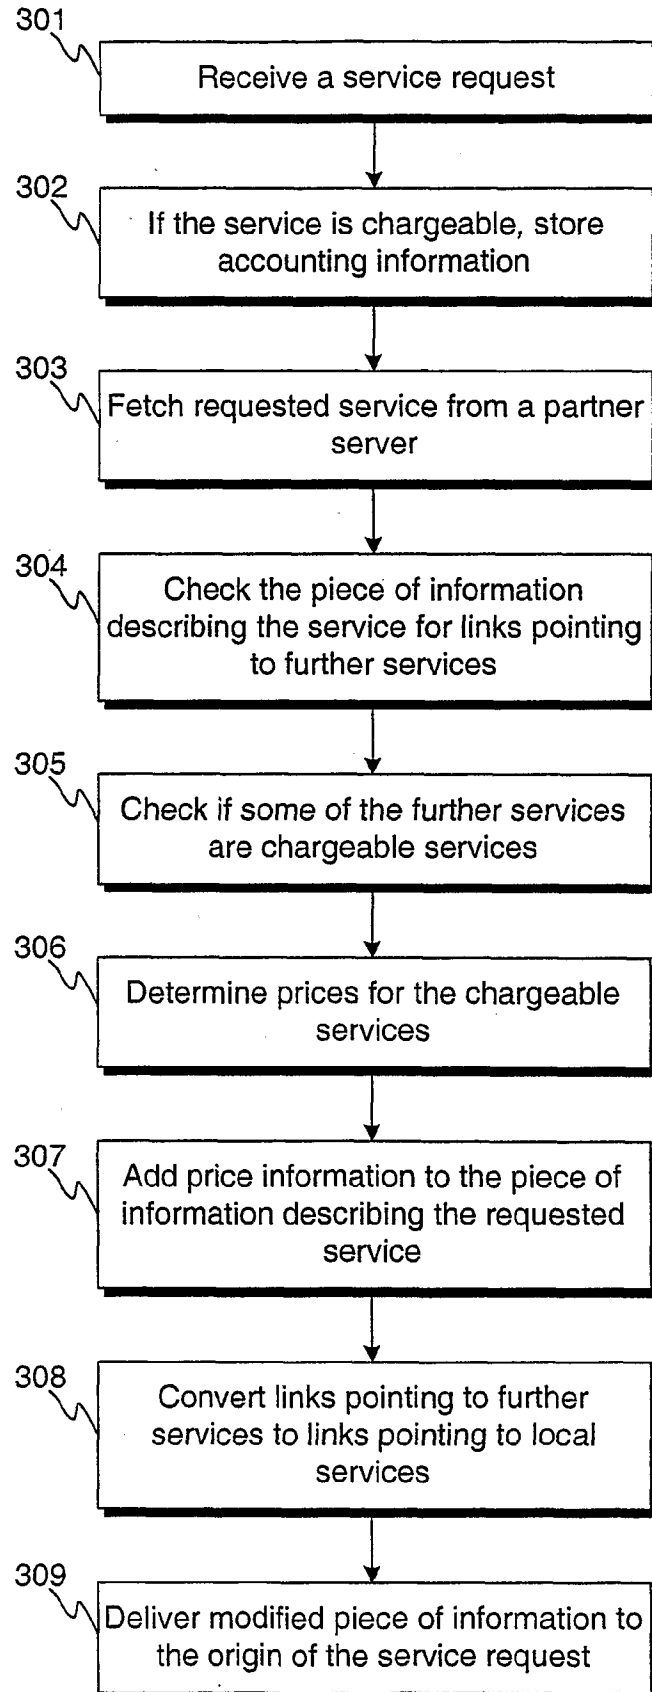 301
Receive a service request
302
If the service is chargeable, store
accounting information
303
Fetch requested service from a partner
server
304
Check the piece of information
describing the service for links pointing
to further services
305
Check if some of the further services
are chargeable services
306
Determine prices for the chargeable
services
307
Add price information to the piece of
information describing the requested
service
308
Convert links pointing to further
services to links pointing to local
services
309
Deliver modified piece of information to
the origin of the service request